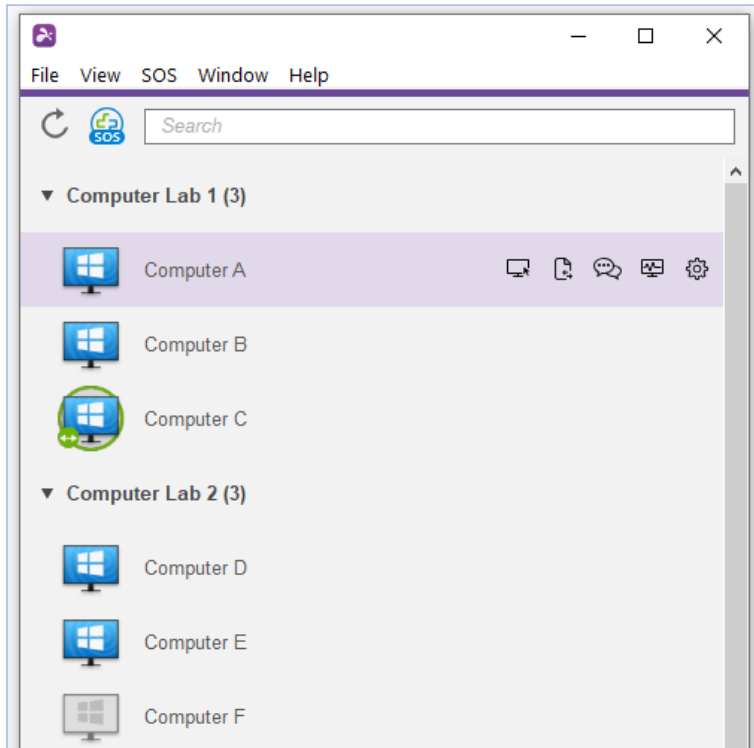 File View SOS Window Help
SOS Search
Computer Lab 1 (3)
Computer A
Computer B
Computer C
Computer Lab 2 (3)
Computer D
Computer E
Computer F